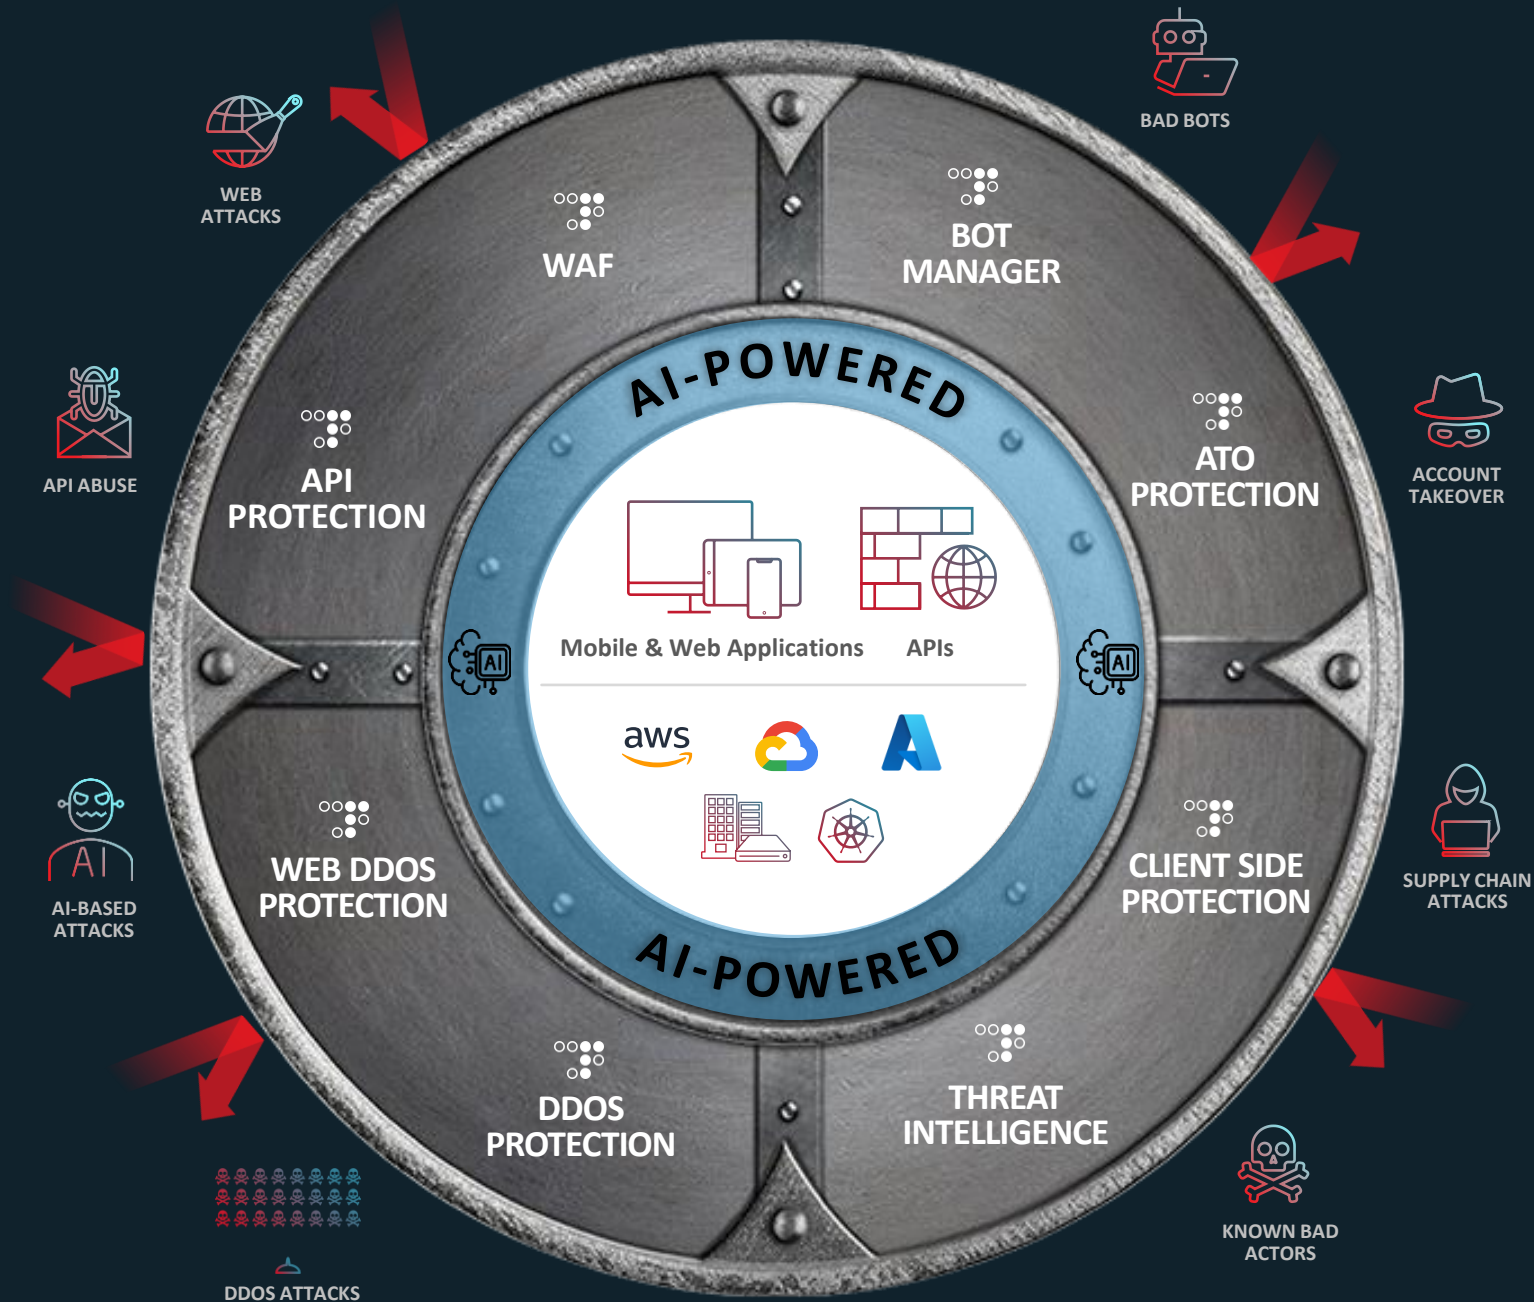 BAD BOTS
WEB
ATTACKS
WAF
BOT
MANAGER
AI-POWERED
API
PROTECTION
ATO
PROTECTION
API ABUSE
ACCOUNT
TAKEOVER
Mobile & Web Applications
APIs
AI
AI
aws
WEB DDOS
PROTECTION
CLIENT SIDE
PROTECTION
AI
AI-BASED
ATTACKS
SUPPLY CHAIN
ATTACKS
AI-POWERED
DDOS
PROTECTION
THREAT
INTELLIGENCE
KNOWN BAD
ACTORS
DDOS ATTACKS